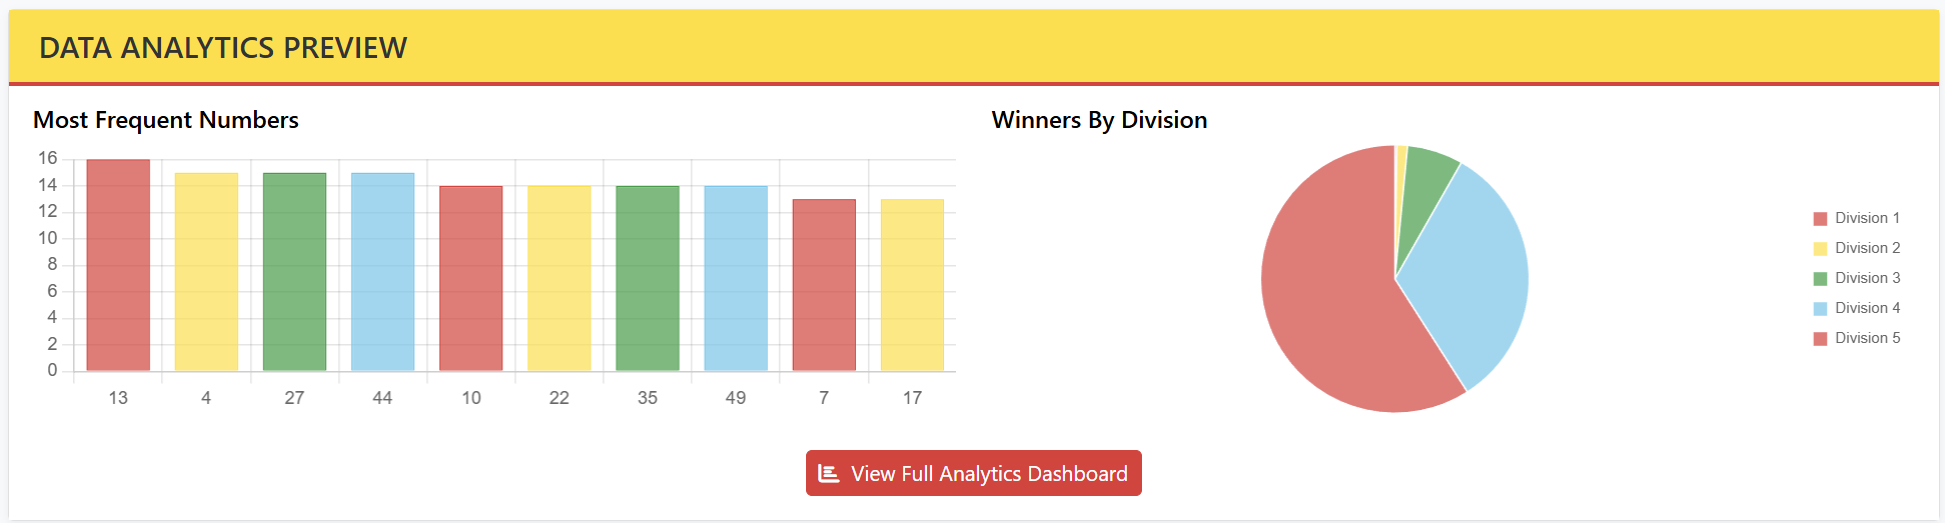 DATA ANALYTICS PREVIEW
Most Frequent Numbers
16
14
12
10
8
6
4
2
0
13 4 27 44 10 22 35 49 7 17
Winners By Division
Division 1
Division 2
Division 3
Division 4
Division 5
View Full Analytics Dashboard